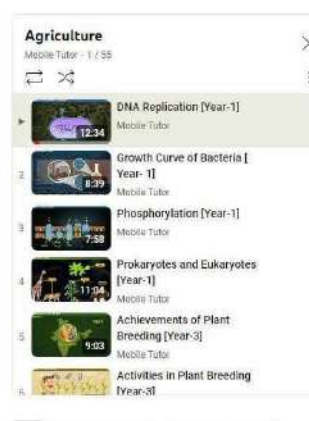 Agriculture
Mobile Tutor - 1 / 55
DNA Replication [Year-1]
12:34
Mobile Tutor
2
Growth Curve of Bacteria [
Year- 1]
8:39
Mobile Tutor
3
Phosphorylation [Year-1]
7:58
Mobile Tutor
4
Prokaryotes and Eukaryotes
[Year-1]
11:04
Mobile Tutor
5
Achievements of Plant
Breeding [Year-3]
9:03
Mobile Tutor
6
Activities in Plant Breeding
[Year-3]